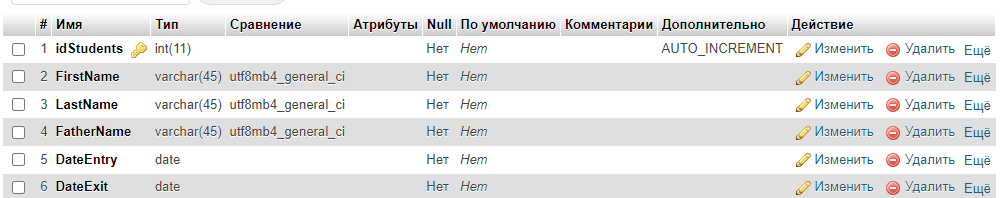 # Имя Тип Сравнение Атрибуты Null По умолчанию Комментарии Дополнительно Действие
1 idStudents int(11) Нет Нет AUTO_INCREMENT Изменить Удалить Ещё
2 FirstName varchar(45) utf8mb4_general_ci Нет Нет Изменить Удалить Ещё
3 LastName varchar(45) utf8mb4_general_ci Нет Нет Изменить Удалить Ещё
4 FatherName varchar(45) utf8mb4_general_ci Нет Нет Изменить Удалить Ещё
5 DateEntry date Нет Нет Изменить Удалить Ещё
6 DateExit date Нет Нет Изменить Удалить Ещё